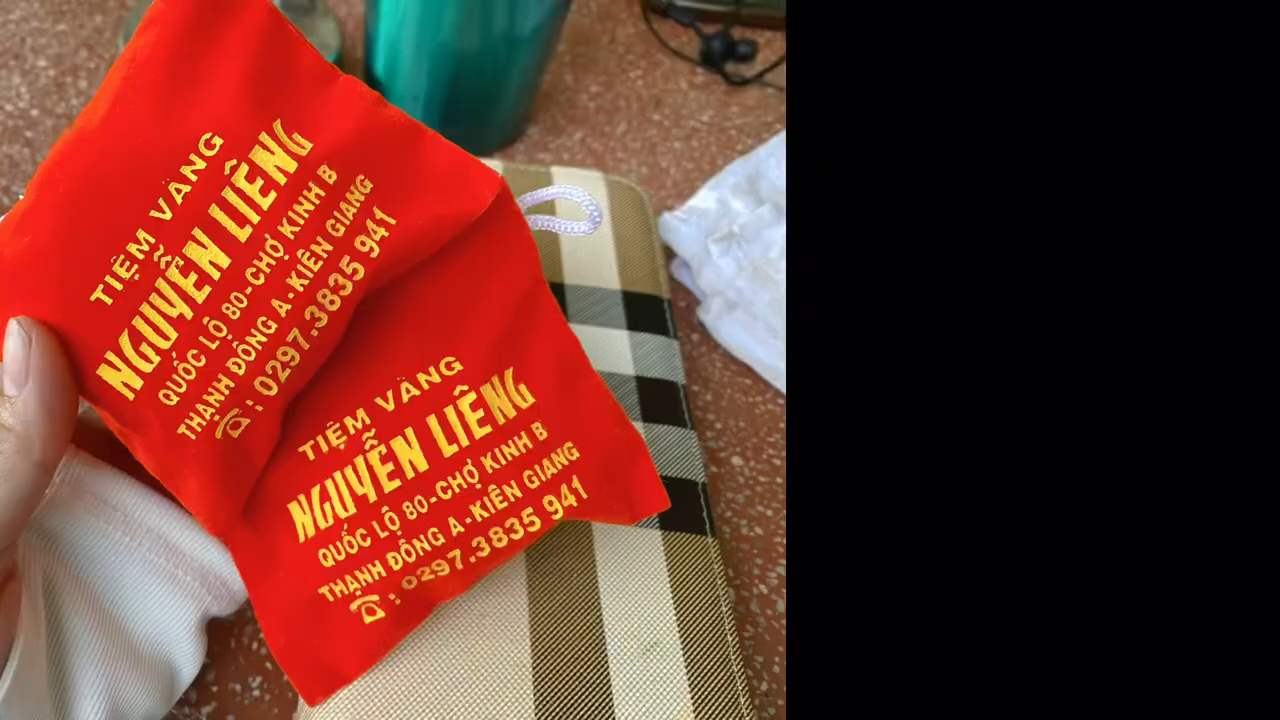 TIỆM VÀNG
NGUYỄN LIÊNG
QUỐC LỘ 80-CHỢ KINH B
THẠNH ĐÔNG A-KIÊN GIANG
☎: 0297.3835 941
TIỆM VÀNG
NGUYỄN LIÊNG
QUỐC LỘ 80-CHỢ KINH B
THẠNH ĐÔNG A-KIÊN GIANG
☎: 0297.3835 941